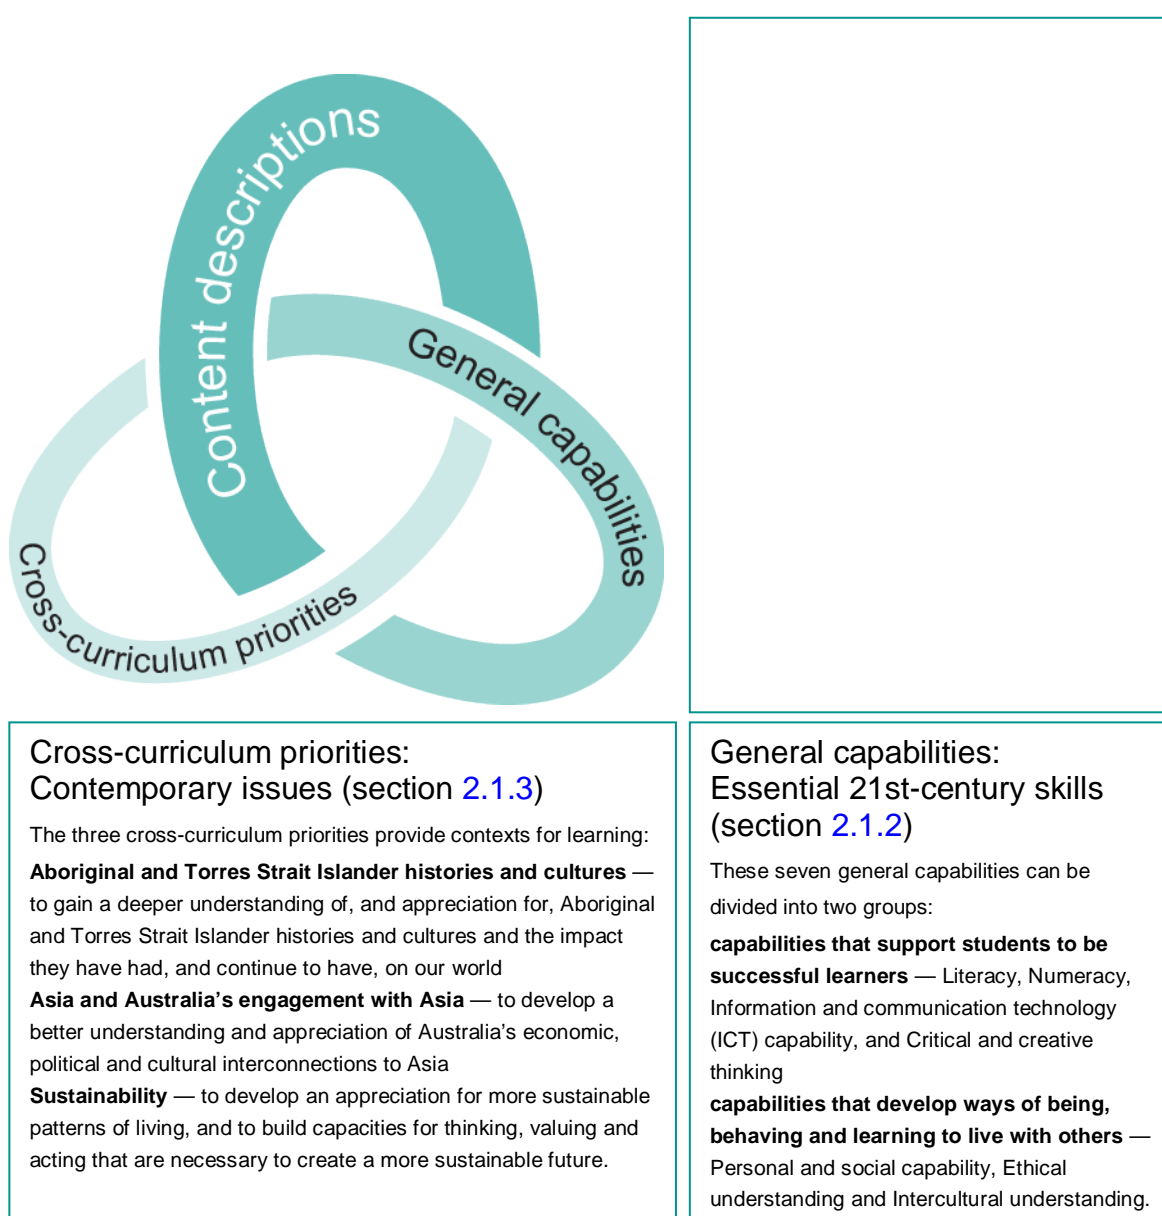 Content descriptions
General capabilities
Cross-curriculum priorities
Cross-curriculum priorities:
Contemporary issues (section 2.1.3)
The three cross-curriculum priorities provide contexts for learning:
Aboriginal and Torres Strait Islander histories and cultures —
to gain a deeper understanding of, and appreciation for, Aboriginal
and Torres Strait Islander histories and cultures and the impact
they have had, and continue to have, on our world
Asia and Australia’s engagement with Asia — to develop a
better understanding and appreciation of Australia’s economic,
political and cultural interconnections to Asia
Sustainability — to develop an appreciation for more sustainable
patterns of living, and to build capacities for thinking, valuing and
acting that are necessary to create a more sustainable future.
General capabilities:
Essential 21st-century skills
(section 2.1.2)
These seven general capabilities can be
divided into two groups:
capabilities that support students to be
successful learners — Literacy, Numeracy,
Information and communication technology
(ICT) capability, and Critical and creative
thinking
capabilities that develop ways of being,
behaving and learning to live with others —
Personal and social capability, Ethical
understanding and Intercultural understanding.